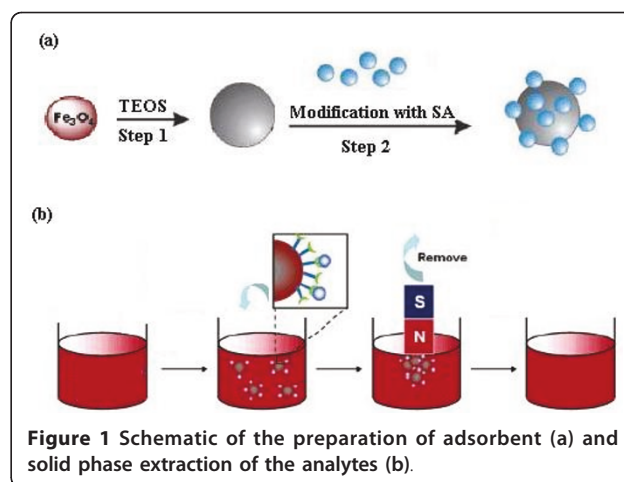 (a)
Fe₃O₄
TEOS
Step 1
Modification with SA
Step 2
(b)
Remove
S
N
Figure 1 Schematic of the preparation of adsorbent (a) and
solid phase extraction of the analytes (b).